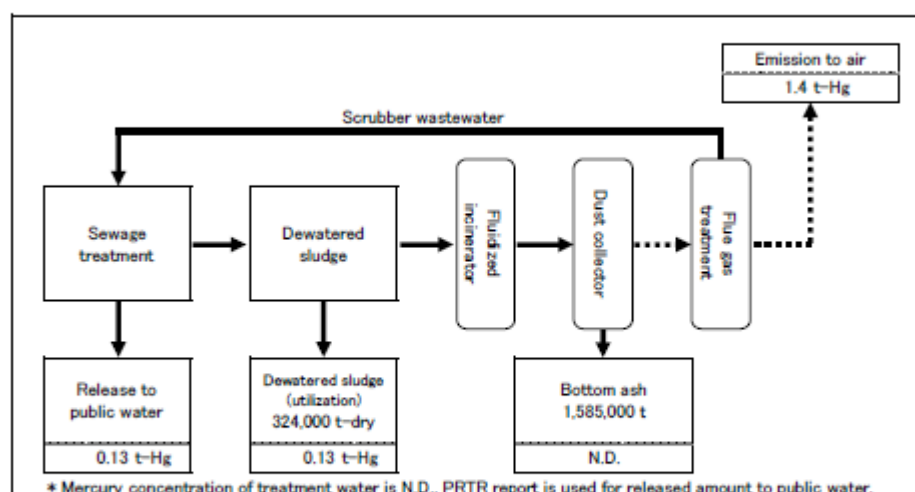 Emission to air
1.4 t-Hg
Scrubber wastewater
Sewage
treatment
Dewatered
sludge
Fluidized
incinerator
Dust collector
Flue gas
treatment
Release to
public water
0.13 t-Hg
Dewatered sludge
(utilization)
324,000 t-dry
0.13 t-Hg
Bottom ash
1,585,000 t
N.D.
* Mercury concentration of treatment water is N.D., PRTR report is used for released amount to public water.